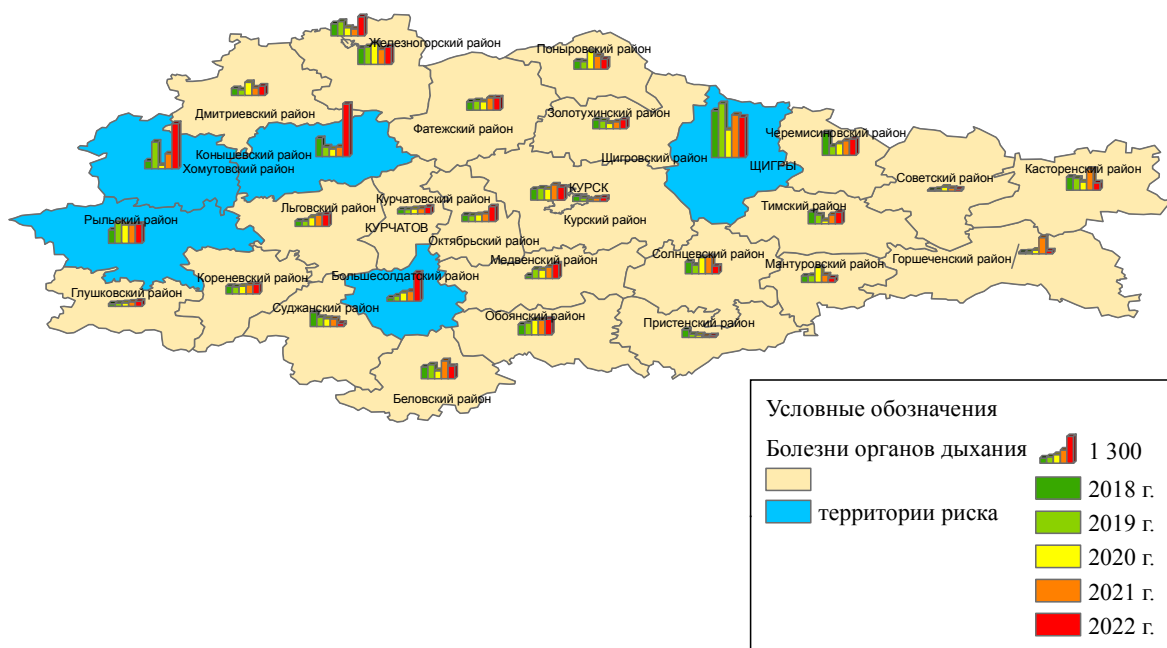 Железногорский район
Поныровский район
Дмитриевский район
Золотухинский район
Фатежский район
Черемисиновский район
Конышевский район
Хомутовский район
Щигровский район
ЩИГРЫ
Советский район
Касторенский район
Рыльский район
Льговский район
Курчатовский район
КУРЧАТОВ
КУРСК
Курский район
Октябрьский район
Тимский район
Глушковский район
Кореневский район
Большесолдатский район
Медвенский район
Солнцевский район
Мантуровский район
Горшеченский район
Суджанский район
Обоянский район
Пристенский район
Беловский район
Условные обозначения
Болезни органов дыхания
территории риска
1 300
2018 г.
2019 г.
2020 г.
2021 г.
2022 г.